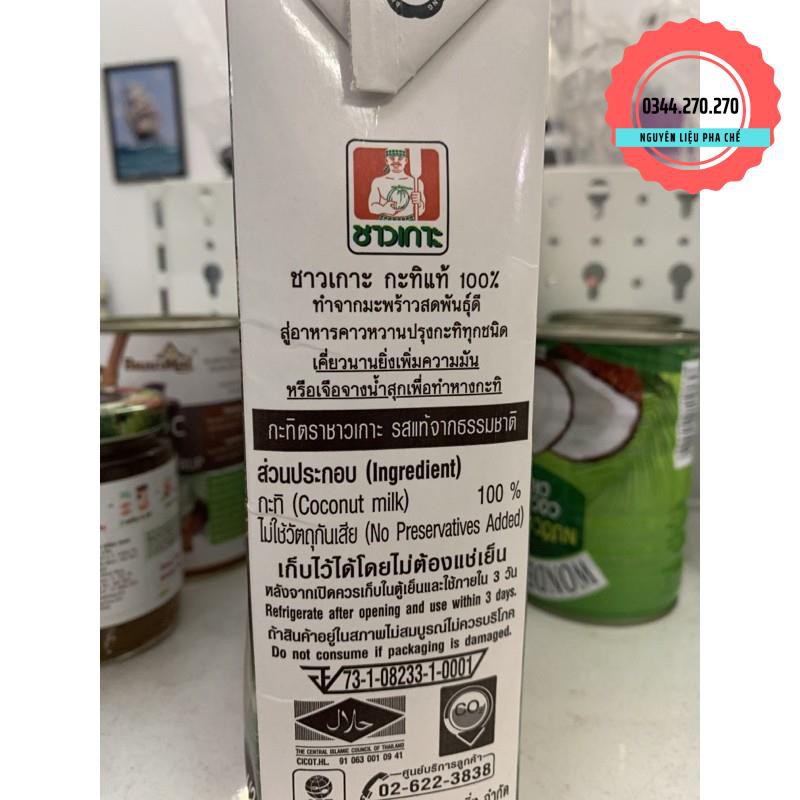 0344.270.270
NGUYÊN LIỆU PHA CHẾ
ชาวเกาะ
ชาวเกาะ กะทิแท้ 100%
ทำจากมะพร้าวสดพันธุ์ดี
สู่อาหารคาวหวานปรุงกะทิทุกชนิด
เคี่ยวนานยิ่งเพิ่มความมัน
หรือเจือจางน้ำสุกเพื่อทำหางกะทิ
กะทิตราชาวเกาะ รสแท้จากธรรมชาติ
ส่วนประกอบ (Ingredient)
กะทิ (Coconut milk) 100 %
ไม่ใช้วัตถุกันเสีย (No Preservatives Added)
เก็บไว้ได้โดยไม่ต้องแช่เย็น
หลังจากเปิดควรเก็บในตู้เย็นและใช้ภายใน 3 วัน
Refrigerate after opening and use within 3 days.
ถ้าสินค้าอยู่ในสภาพไม่สมบูรณ์ไม่ควรบริโภค
Do not consume if packaging is damaged.
73-1-08233-1-0001
حلال
THE CENTRAL ISLAMIC COUNCIL OF THAILAND
CICOT.HL. 91 063 001 09 41
CO2
ศูนย์บริการลูกค้า
02-622-3838